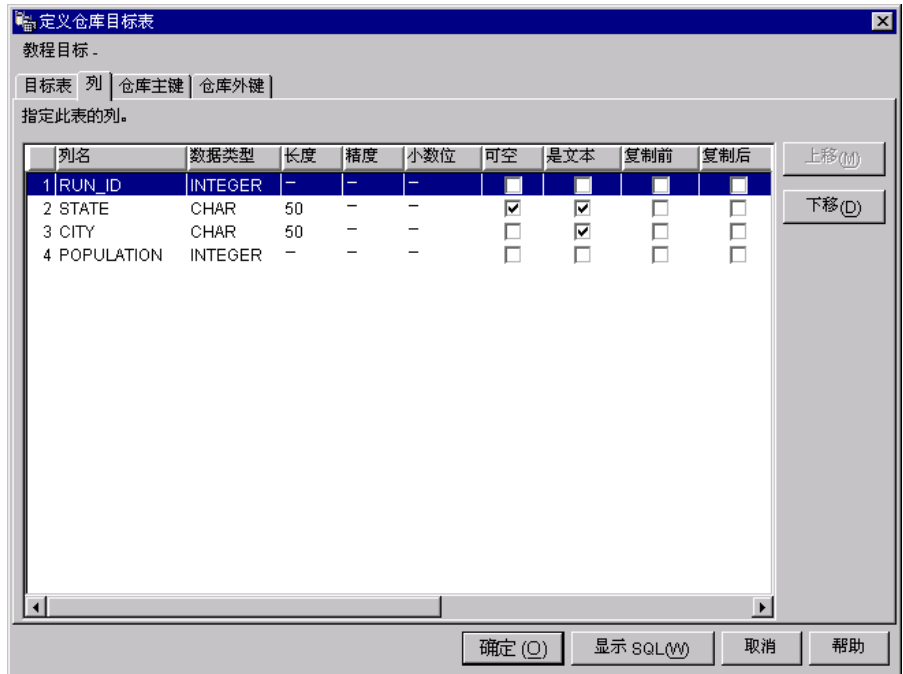 定义仓库目标表
教程目标 -
目标表 列 仓库主键 仓库外键
指定此表的列。
列名 数据类型 长度 精度 小数位 可空 是文本 复制前 复制后
1 RUN_ID INTEGER – – –
2 STATE CHAR 50 – –
3 CITY CHAR 50 – –
4 POPULATION INTEGER – – –
上移(M)
下移(D)
确定(O) 显示 SQL(W) 取消 帮助